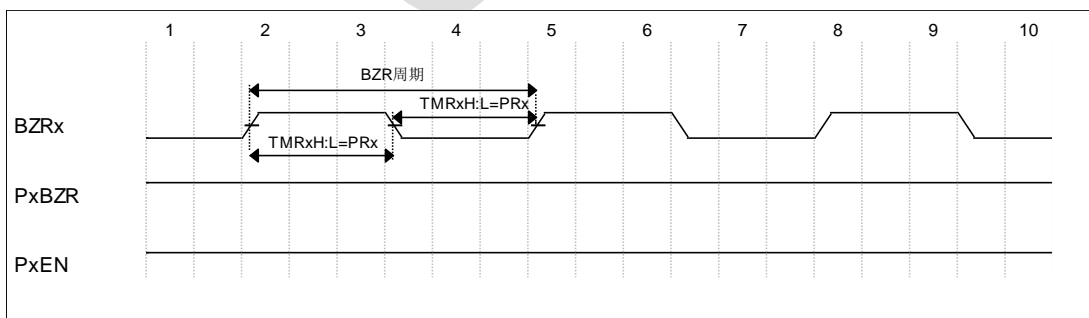 1 2 3 4 5 6 7 8 9 10
BZR周期
TMRxH:L=PRx
BZRx
TMRxH:L=PRx
PxBZR
PxEN